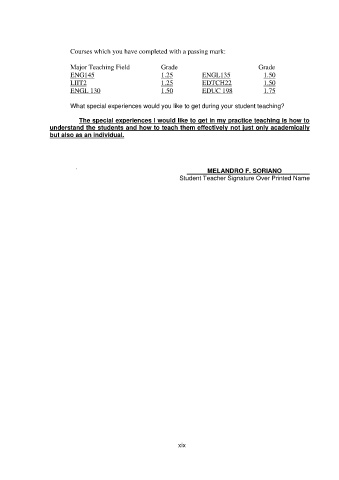 Courses which you have completed with a passing mark:
Major Teaching Field Grade Grade
ENG145 1.25 ENGL135 1.50
LIIT2 1.25 EDTCH22 1.50
ENGL 130 1.50 EDUC 198 1.75
What special experiences would you like to get during your student teaching?
The special experiences I would like to get in my practice teaching is how to
understand the students and how to teach them effectively not just only academically
but also as an individual.
MELANDRO F. SORIANO
Student Teacher Signature Over Printed Name
xix